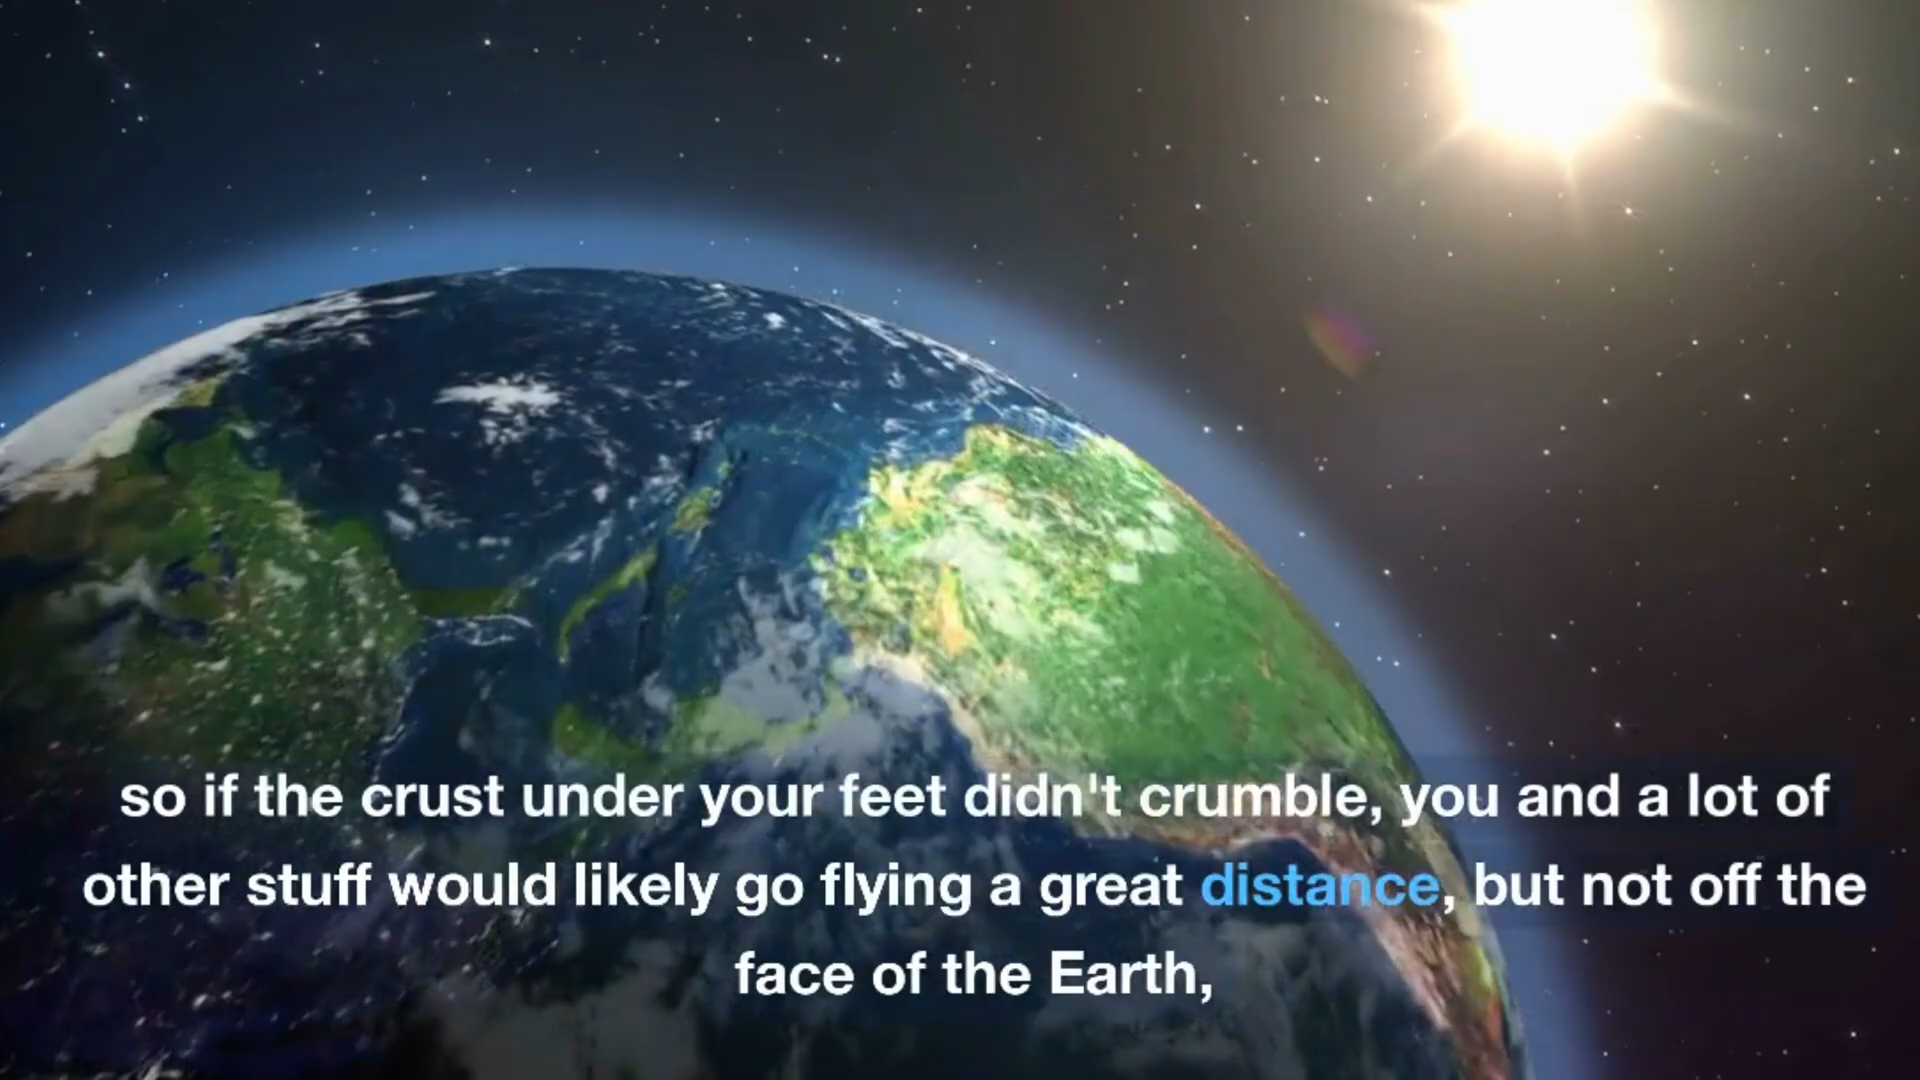 so if the crust under your feet didn't crumble, you and a lot of
other stuff would likely go flying a great distance, but not off the
face of the Earth,